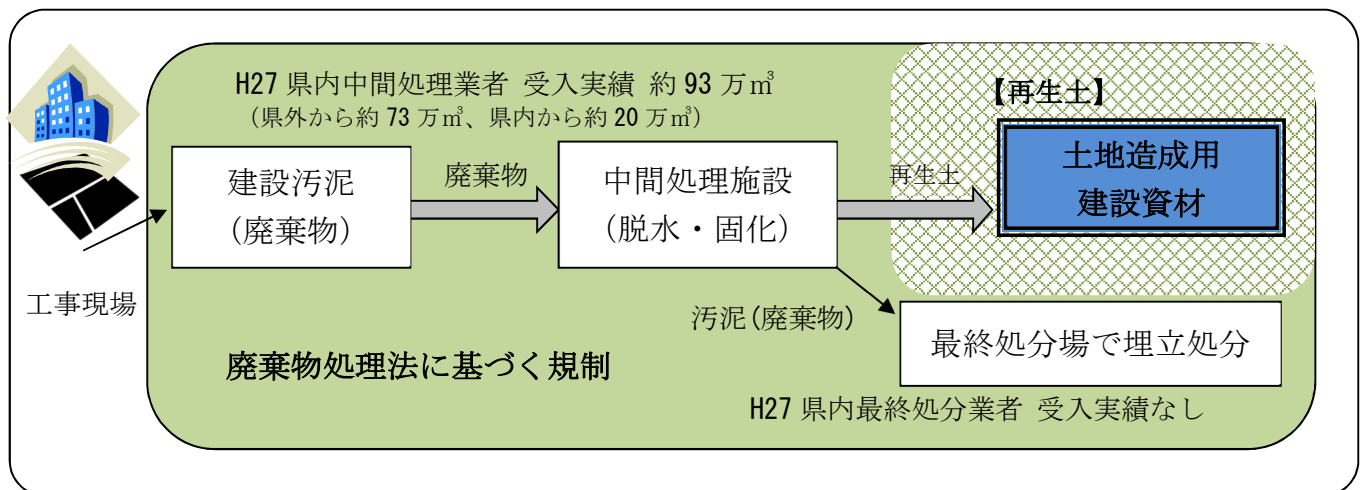 H27 県内中間処理業者 受入実績 約 93 万㎥
（県外から約 73 万㎥、県内から約 20 万㎥）
【再生土】
土地造成用
建設資材
建設汚泥
(廃棄物)
廃棄物
中間処理施設
(脱水・固化)
再生土
工事現場
汚泥(廃棄物)
最終処分場で埋立処分
廃棄物処理法に基づく規制
H27 県内最終処分業者 受入実績なし